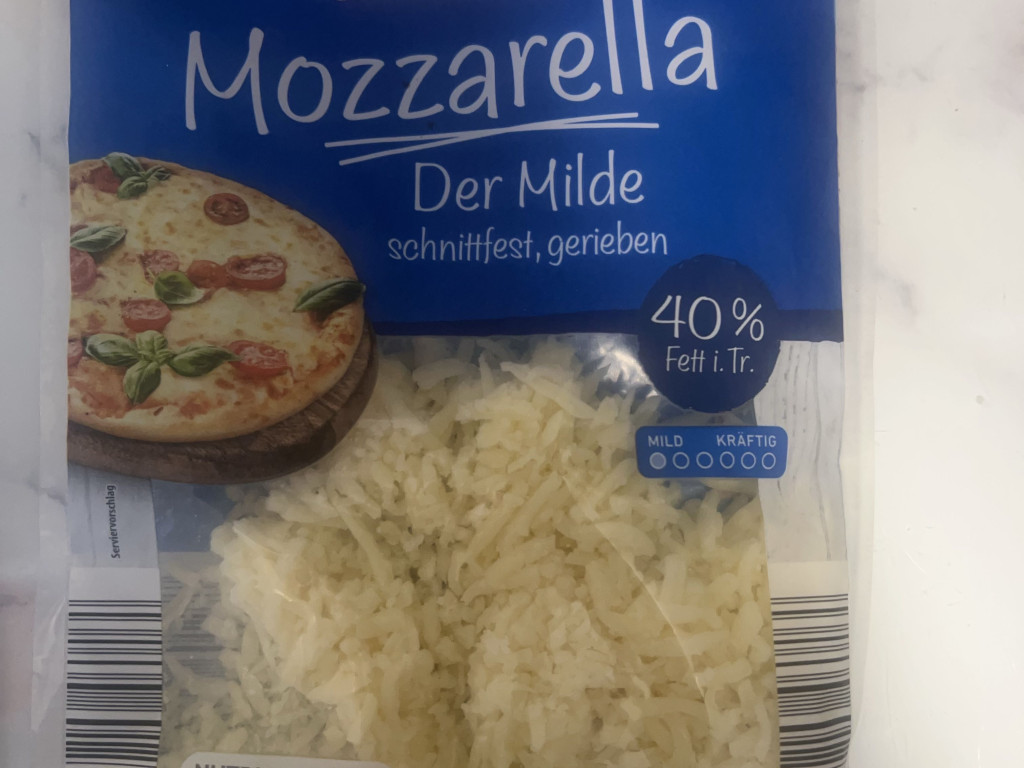 Mozzarella
Der Milde
schnittfest, gerieben
40 %
Fett i. Tr.
MILD KRÄFTIG
Serviervorschlag